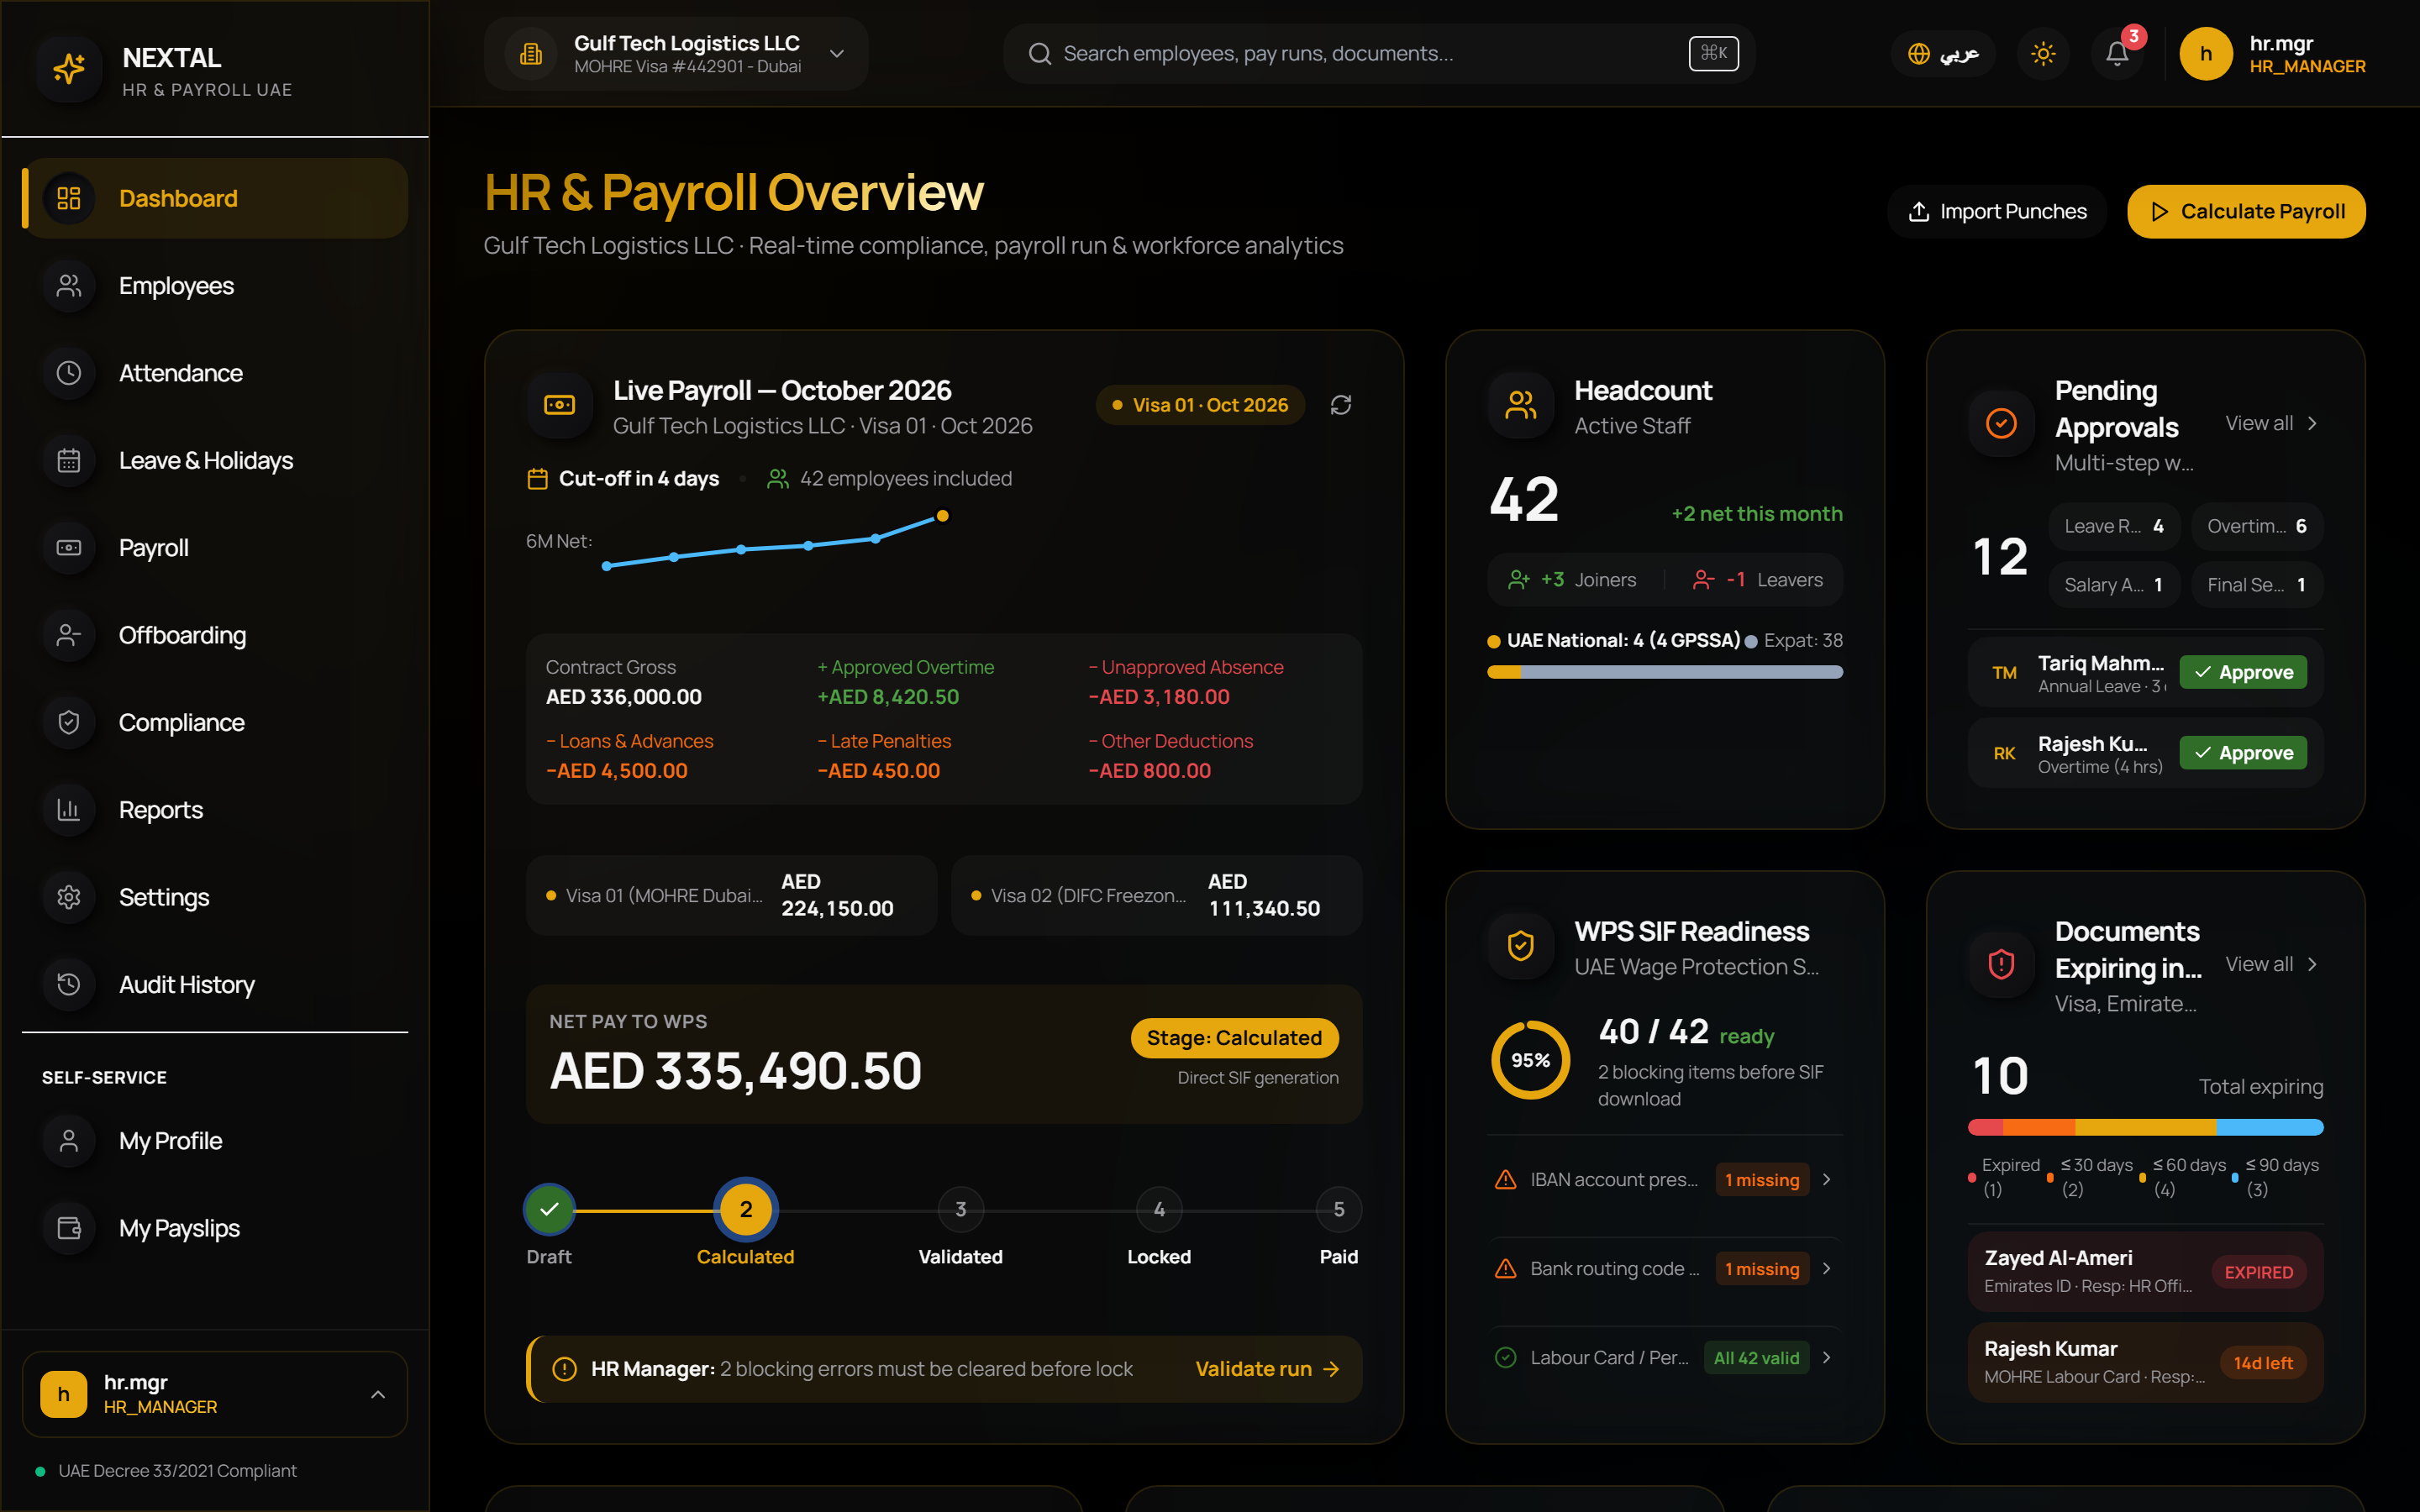 NEXTAL
HR & PAYROLL UAE
Dashboard
Employees
Attendance
Leave & Holidays
Payroll
Offboarding
Compliance
Reports
Settings
Audit History
SELF-SERVICE
My Profile
My Payslips
h
hr.mgr
HR_MANAGER
UAE Decree 33/2021 Compliant
Gulf Tech Logistics LLC
MOHRE Visa #442901 - Dubai
Search employees, pay runs, documents...
⌘K
عربي
3
h
hr.mgr
HR_MANAGER
HR & Payroll Overview
Gulf Tech Logistics LLC · Real-time compliance, payroll run & workforce analytics
Import Punches
Calculate Payroll
Live Payroll — October 2026
Gulf Tech Logistics LLC · Visa 01 · Oct 2026
Visa 01 · Oct 2026
Cut-off in 4 days
42 employees included
6M Net:
Contract Gross
AED 336,000.00
+ Approved Overtime
+AED 8,420.50
− Unapproved Absence
−AED 3,180.00
− Loans & Advances
−AED 4,500.00
− Late Penalties
−AED 450.00
− Other Deductions
−AED 800.00
Visa 01 (MOHRE Dubai...
AED
224,150.00
Visa 02 (DIFC Freezon...
AED
111,340.50
NET PAY TO WPS
AED 335,490.50
Stage: Calculated
Direct SIF generation
2
3
4
5
Draft
Calculated
Validated
Locked
Paid
HR Manager: 2 blocking errors must be cleared before lock
Validate run →
Headcount
Active Staff
42
+2 net this month
+3 Joiners
-1 Leavers
UAE National: 4 (4 GPSSA)
Expat: 38
Pending
Approvals
Multi-step w...
View all
12
Leave R... 4
Overtim... 6
Salary A... 1
Final Se... 1
TM
Tariq Mahm...
Annual Leave · 3
Approve
RK
Rajesh Ku...
Overtime (4 hrs)
Approve
WPS SIF Readiness
UAE Wage Protection S...
95%
40 / 42 ready
2 blocking items before SIF
download
IBAN account pres...
1 missing
Bank routing code ...
1 missing
Labour Card / Per...
All 42 valid
Documents
Expiring in...
Visa, Emirate...
View all
10
Total expiring
Expired
(1)
≤ 30 days
(2)
≤ 60 days
(4)
≤ 90 days
(3)
Zayed Al-Ameri
Emirates ID · Resp: HR Offi...
EXPIRED
Rajesh Kumar
MOHRE Labour Card · Resp:...
14d left